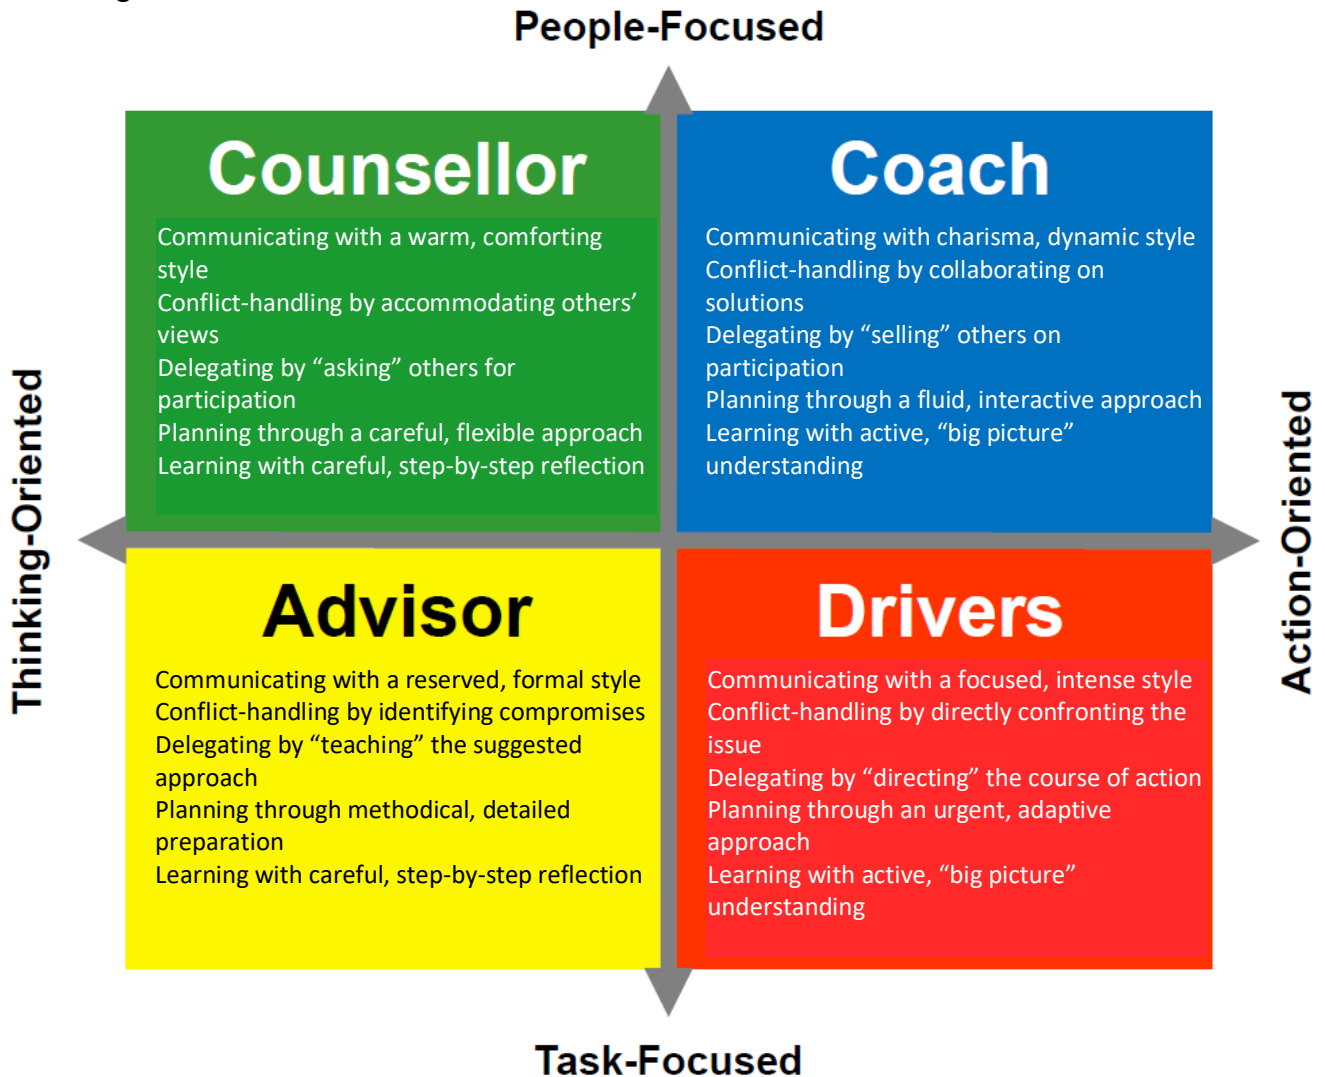 People-Focused
Counsellor
Communicating with a warm, comforting
style
Conflict-handling by accommodating others’
views
Delegating by “asking” others for
participation
Planning through a careful, flexible approach
Learning with careful, step-by-step reflection
Coach
Communicating with charisma, dynamic style
Conflict-handling by collaborating on
solutions
Delegating by “selling” others on
participation
Planning through a fluid, interactive approach
Learning with active, “big picture”
understanding
Thinking-Oriented
Action-Oriented
Advisor
Communicating with a reserved, formal style
Conflict-handling by identifying compromises
Delegating by “teaching” the suggested
approach
Planning through methodical, detailed
preparation
Learning with careful, step-by-step reflection
Drivers
Communicating with a focused, intense style
Conflict-handling by directly confronting the
issue
Delegating by “directing” the course of action
Planning through an urgent, adaptive
approach
Learning with active, “big picture”
understanding
Task-Focused